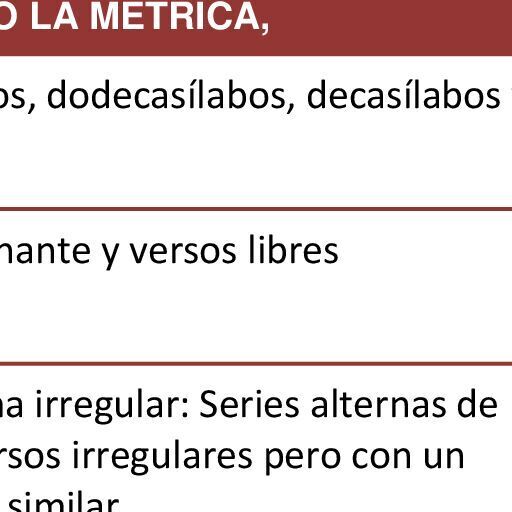 O LA METRICA,
os, dodecasílabos, decasílabos
nante y versos libres
na irregular: Series alternas de
rsos irregulares pero con un
similar